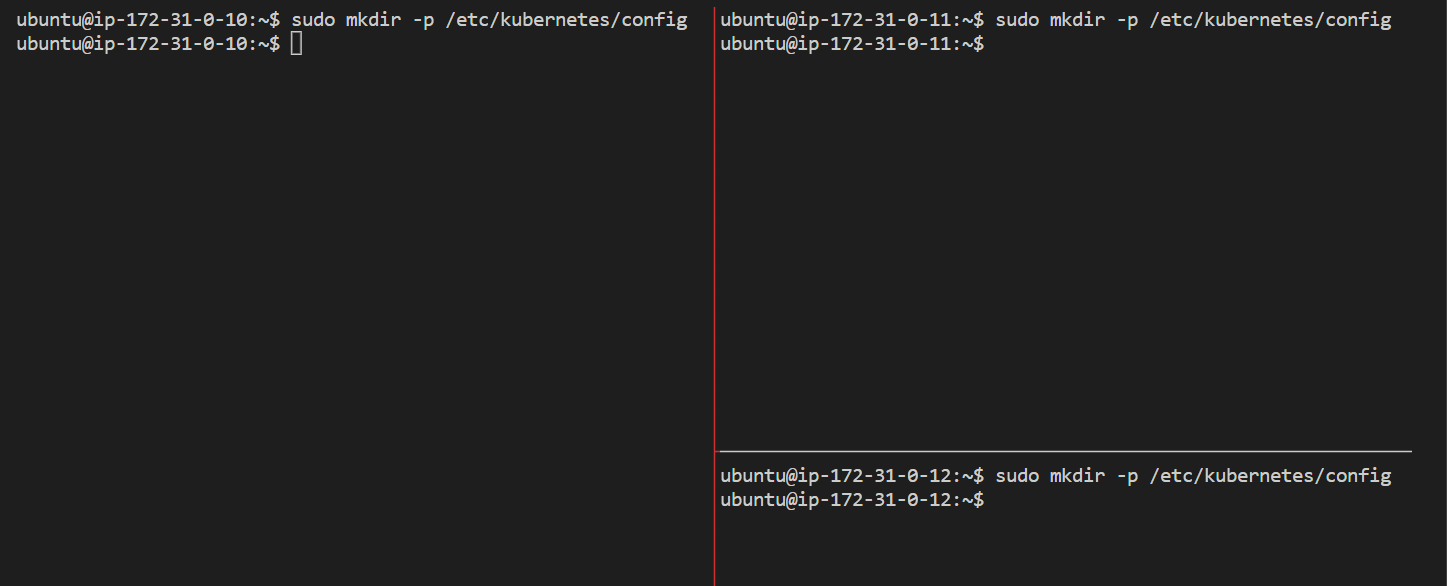 ubuntu@ip-172-31-0-10:~$ sudo mkdir -p /etc/kubernetes/config
ubuntu@ip-172-31-0-10:~$
ubuntu@ip-172-31-0-11:~$ sudo mkdir -p /etc/kubernetes/config
ubuntu@ip-172-31-0-11:~$
ubuntu@ip-172-31-0-12:~$ sudo mkdir -p /etc/kubernetes/config
ubuntu@ip-172-31-0-12:~$